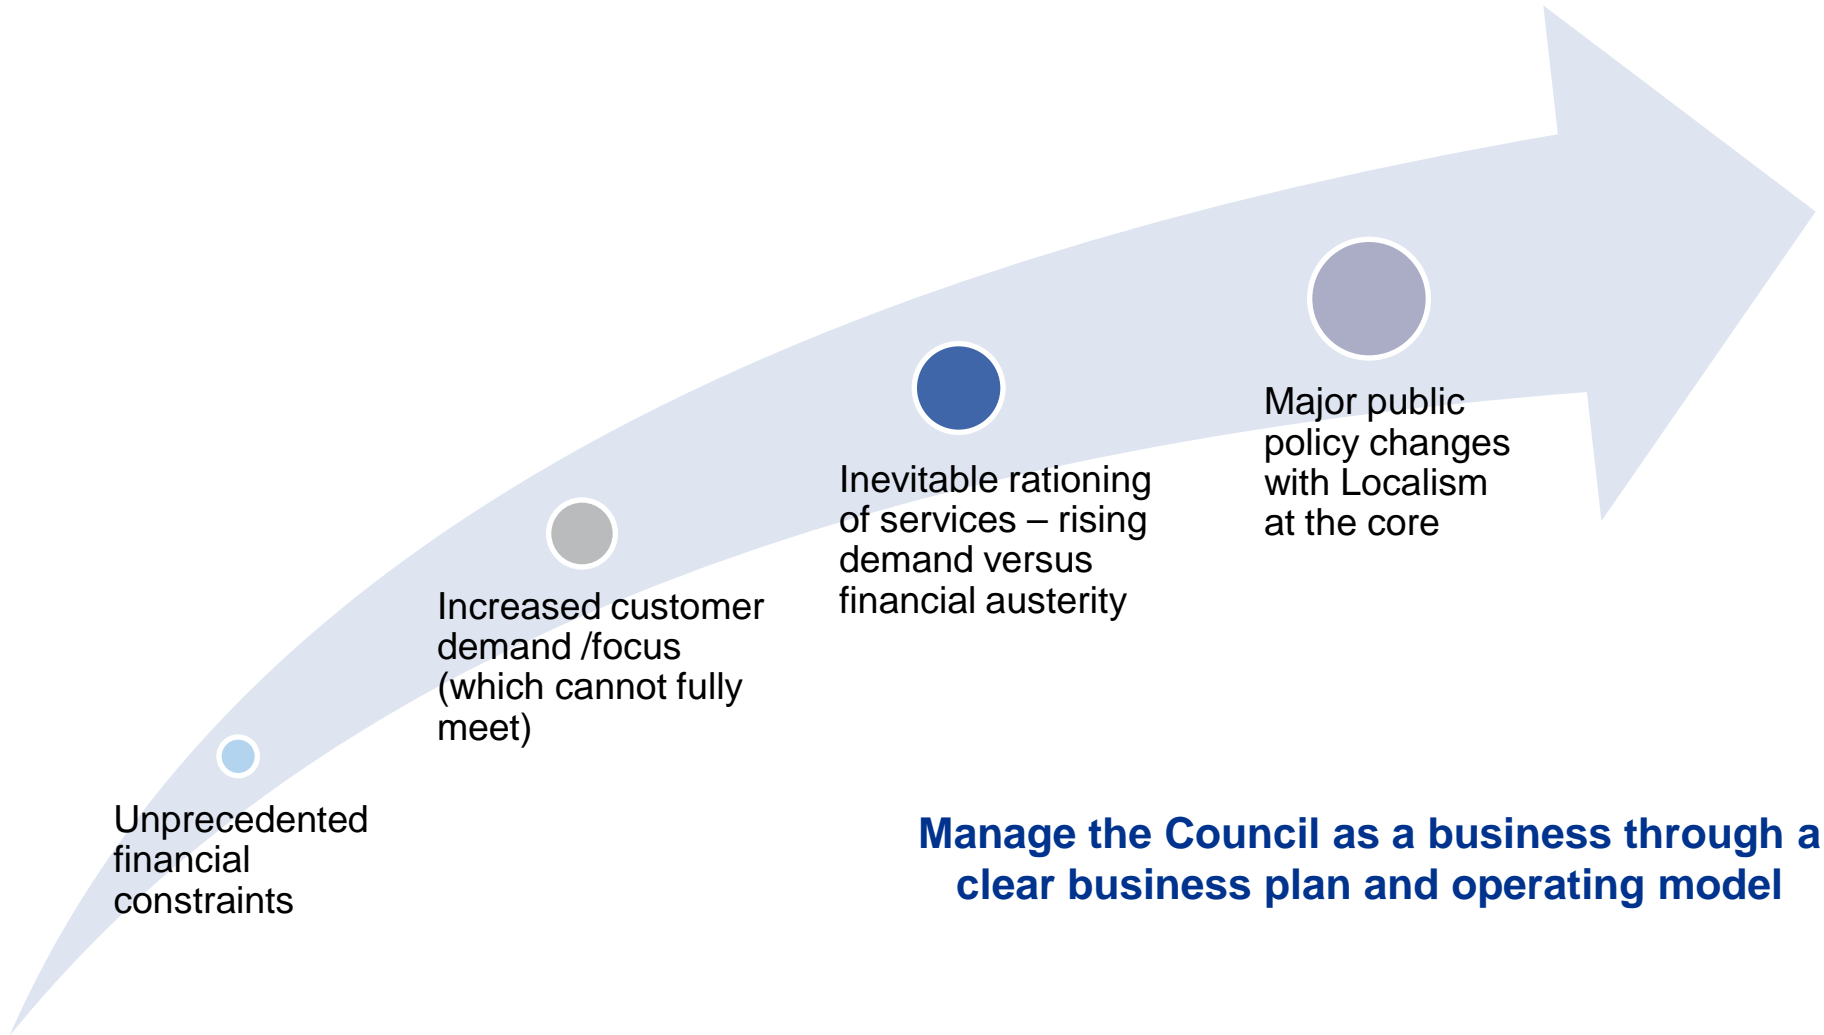 Unprecedented
financial
constraints
Increased customer
demand /focus
(which cannot fully
meet)
Inevitable rationing
of services – rising
demand versus
financial austerity
Major public
policy changes
with Localism
at the core
Manage the Council as a business through a
clear business plan and operating model